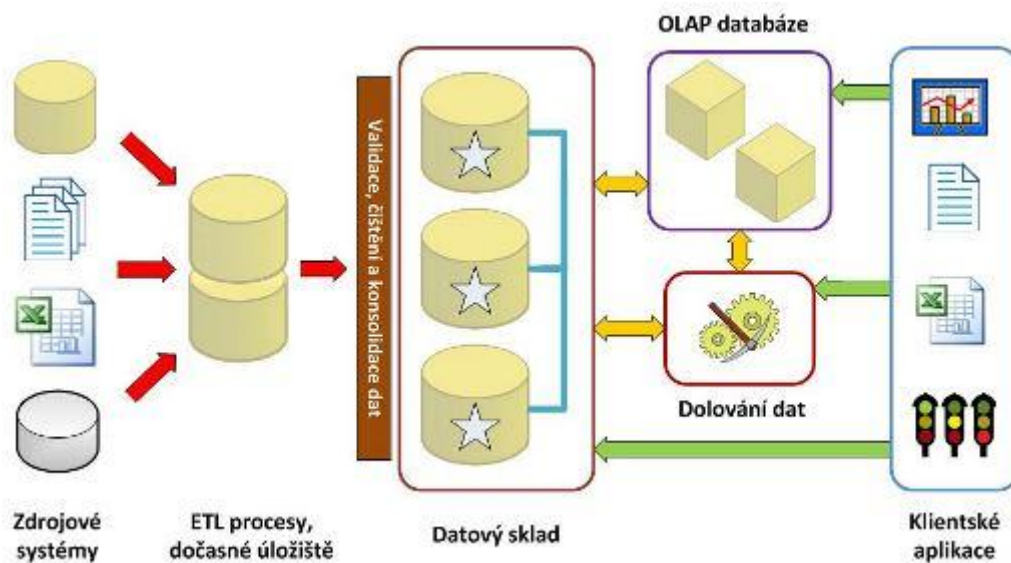 OLAP databáze
Validace, čištění a konsolidace dat
Dolování dat
Zdrojové
systémy
ETL procesy,
dočasné úložiště
Datový sklad
Klientské
aplikace